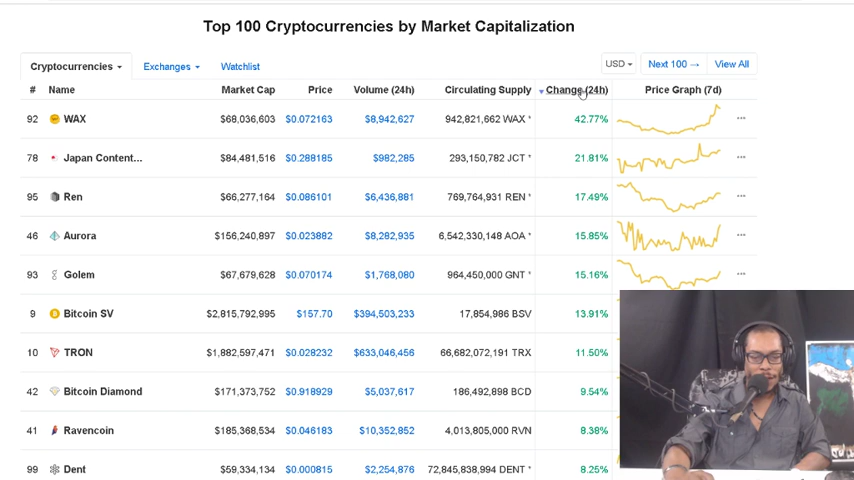 Top 100 Cryptocurrencies by Market Capitalization
Cryptocurrencies Exchanges Watchlist USD Next 100 → View All
# Name Market Cap Price Volume (24h) Circulating Supply Change (24h) Price Graph (7d)
92 WAX $68,036,603 $0.072163 $8,942,627 942,821,662 WAX * 42.77%
78 Japan Content... $84,481,516 $0.288185 $982,285 293,150,782 JCT * 21.81%
95 Ren $66,277,164 $0.086101 $6,436,881 769,764,931 REN * 17.49%
46 Aurora $156,240,897 $0.023882 $8,282,935 6,542,330,148 AOA * 15.85%
93 Golem $67,679,628 $0.070174 $1,768,080 964,450,000 GNT * 15.16%
9 Bitcoin SV $2,815,792,995 $157.70 $394,503,233 17,854,986 BSV 13.91%
10 TRON $1,882,597,471 $0.028232 $633,046,456 66,682,072,191 TRX 11.50%
42 Bitcoin Diamond $171,373,752 $0.918929 $5,037,617 186,492,898 BCD 9.54%
41 Ravencoin $185,368,534 $0.046183 $10,352,852 4,013,805,000 RVN 8.38%
99 Dent $59,334,134 $0.000815 $2,254,876 72,845,838,994 DENT * 8.25%